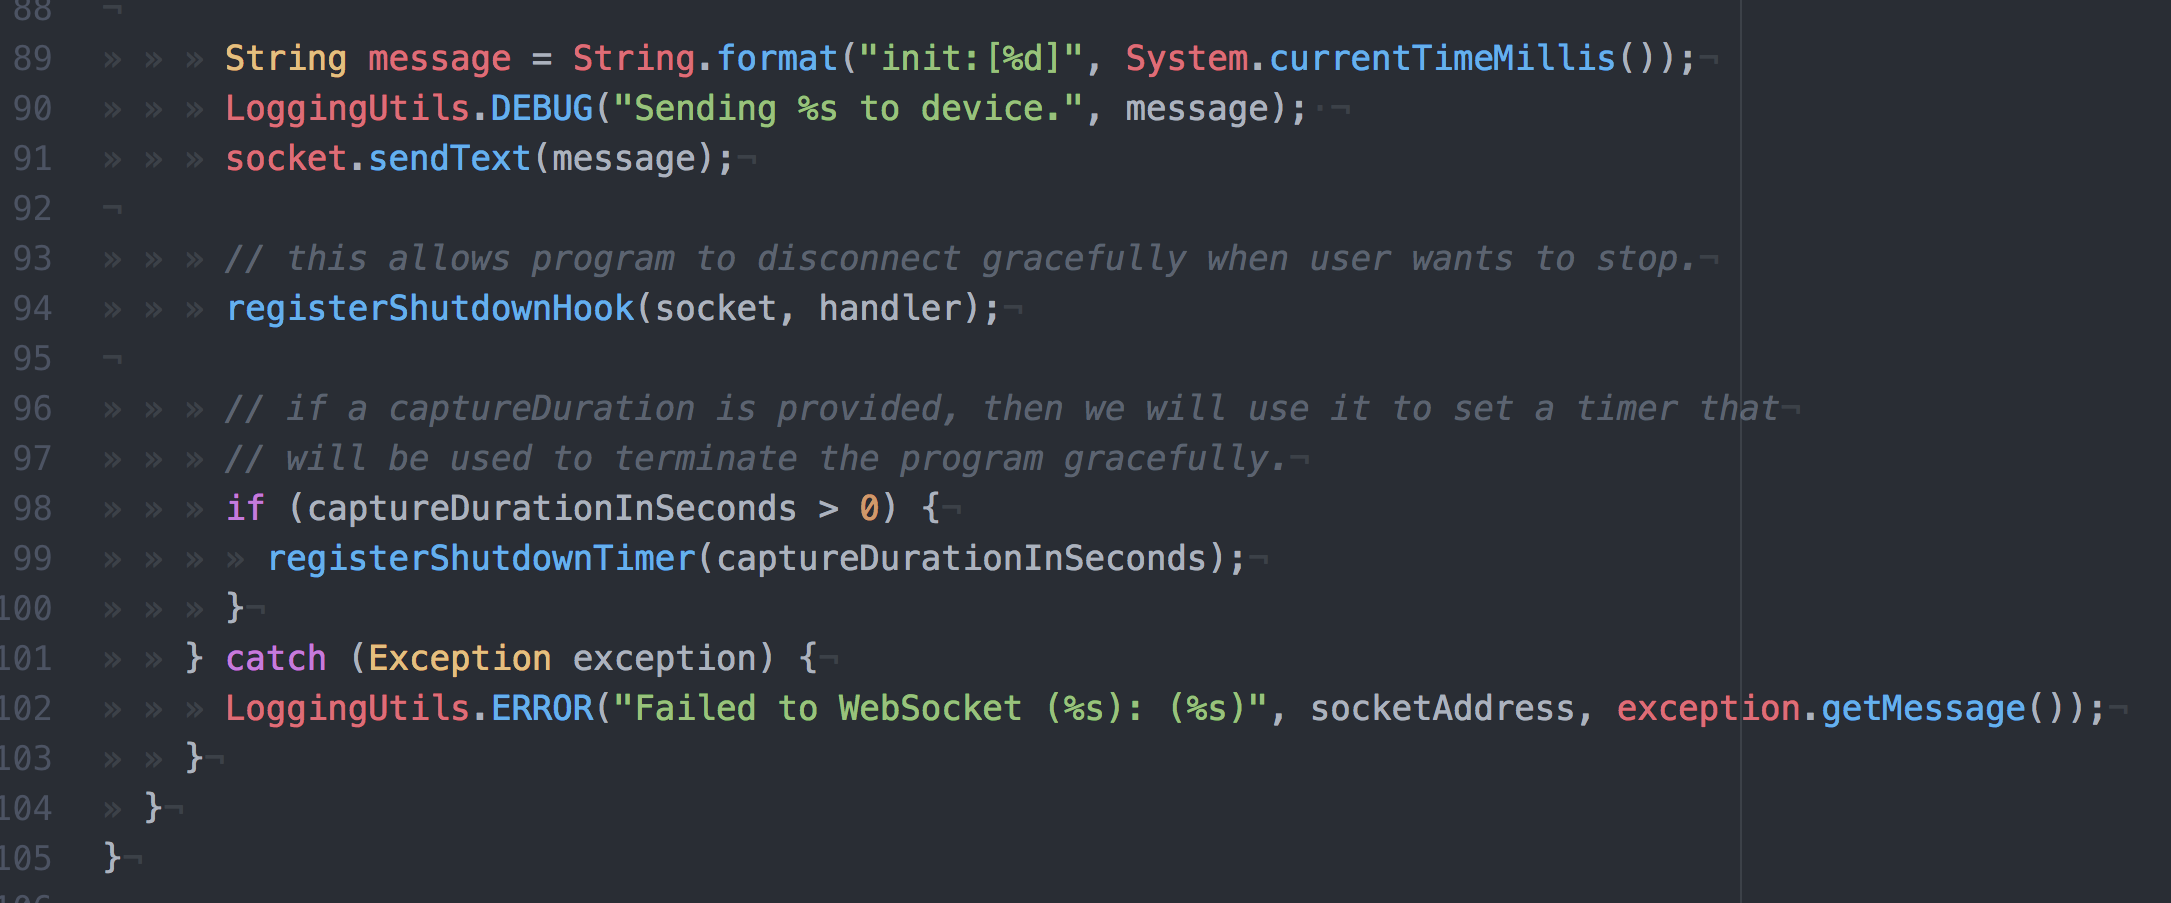 88 ¬
89 » » » String message = String.format("init:[%d]", System.currentTimeMillis());¬
90 » » » LoggingUtils.DEBUG("Sending %s to device.", message);·¬
91 » » » socket.sendText(message);¬
92 ¬
93 » » » // this allows program to disconnect gracefully when user wants to stop.¬
94 » » » registerShutdownHook(socket, handler);¬
95 ¬
96 » » » // if a captureDuration is provided, then we will use it to set a timer that¬
97 » » » // will be used to terminate the program gracefully.¬
98 » » » if (captureDurationInSeconds > 0) {¬
99 » » » » registerShutdownTimer(captureDurationInSeconds);¬
100 » » » }¬
101 » » } catch (Exception exception) {¬
102 » » » LoggingUtils.ERROR("Failed to WebSocket (%s): (%s)", socketAddress, exception.getMessage());¬
103 » » }¬
104 » }¬
105 }¬
106